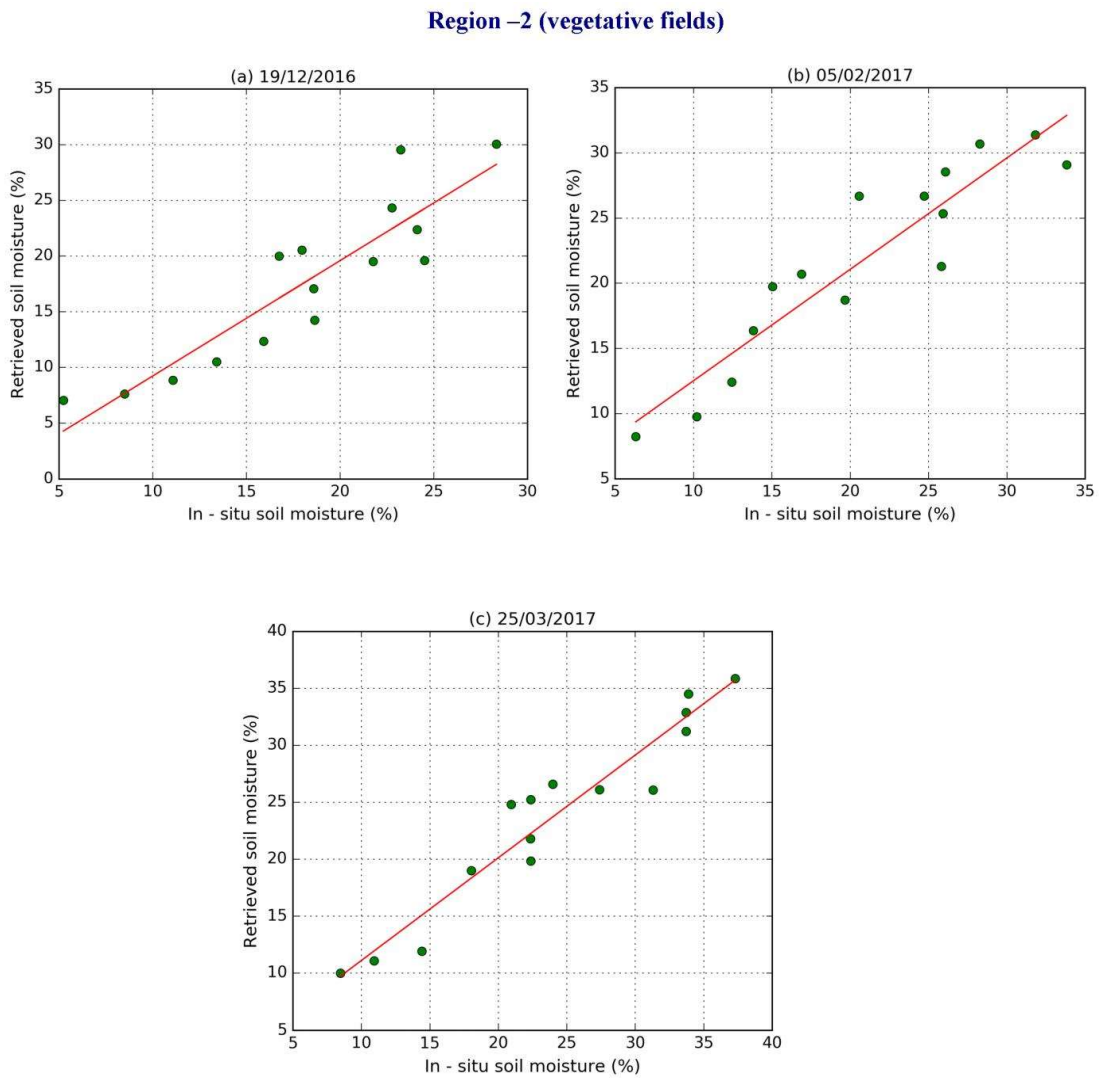 Region –2 (vegetative fields)
(a) 19/12/2016
35
30
25
20
15
10
5
0
5 10 15 20 25 30
Retrieved soil moisture (%)
In - situ soil moisture (%)
(b) 05/02/2017
35
30
25
20
15
10
5
5 10 15 20 25 30 35
Retrieved soil moisture (%)
In - situ soil moisture (%)
(c) 25/03/2017
40
35
30
25
20
15
10
5
5 10 15 20 25 30 35 40
Retrieved soil moisture (%)
In - situ soil moisture (%)